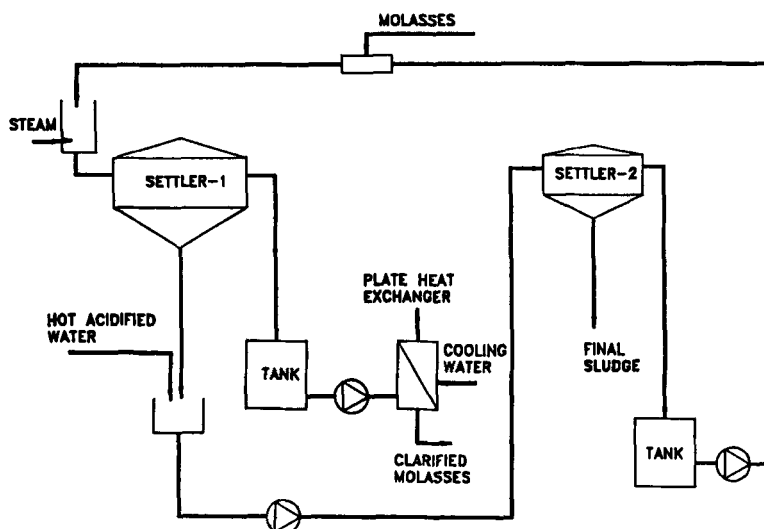 MOLASSES
STEAM
SETTLER-1
SETTLER-2
PLATE HEAT
EXCHANGER
HOT ACIDIFIED
WATER
COOLING
WATER
FINAL
SLUDGE
TANK
CLARIFIED
MOLASSES
TANK